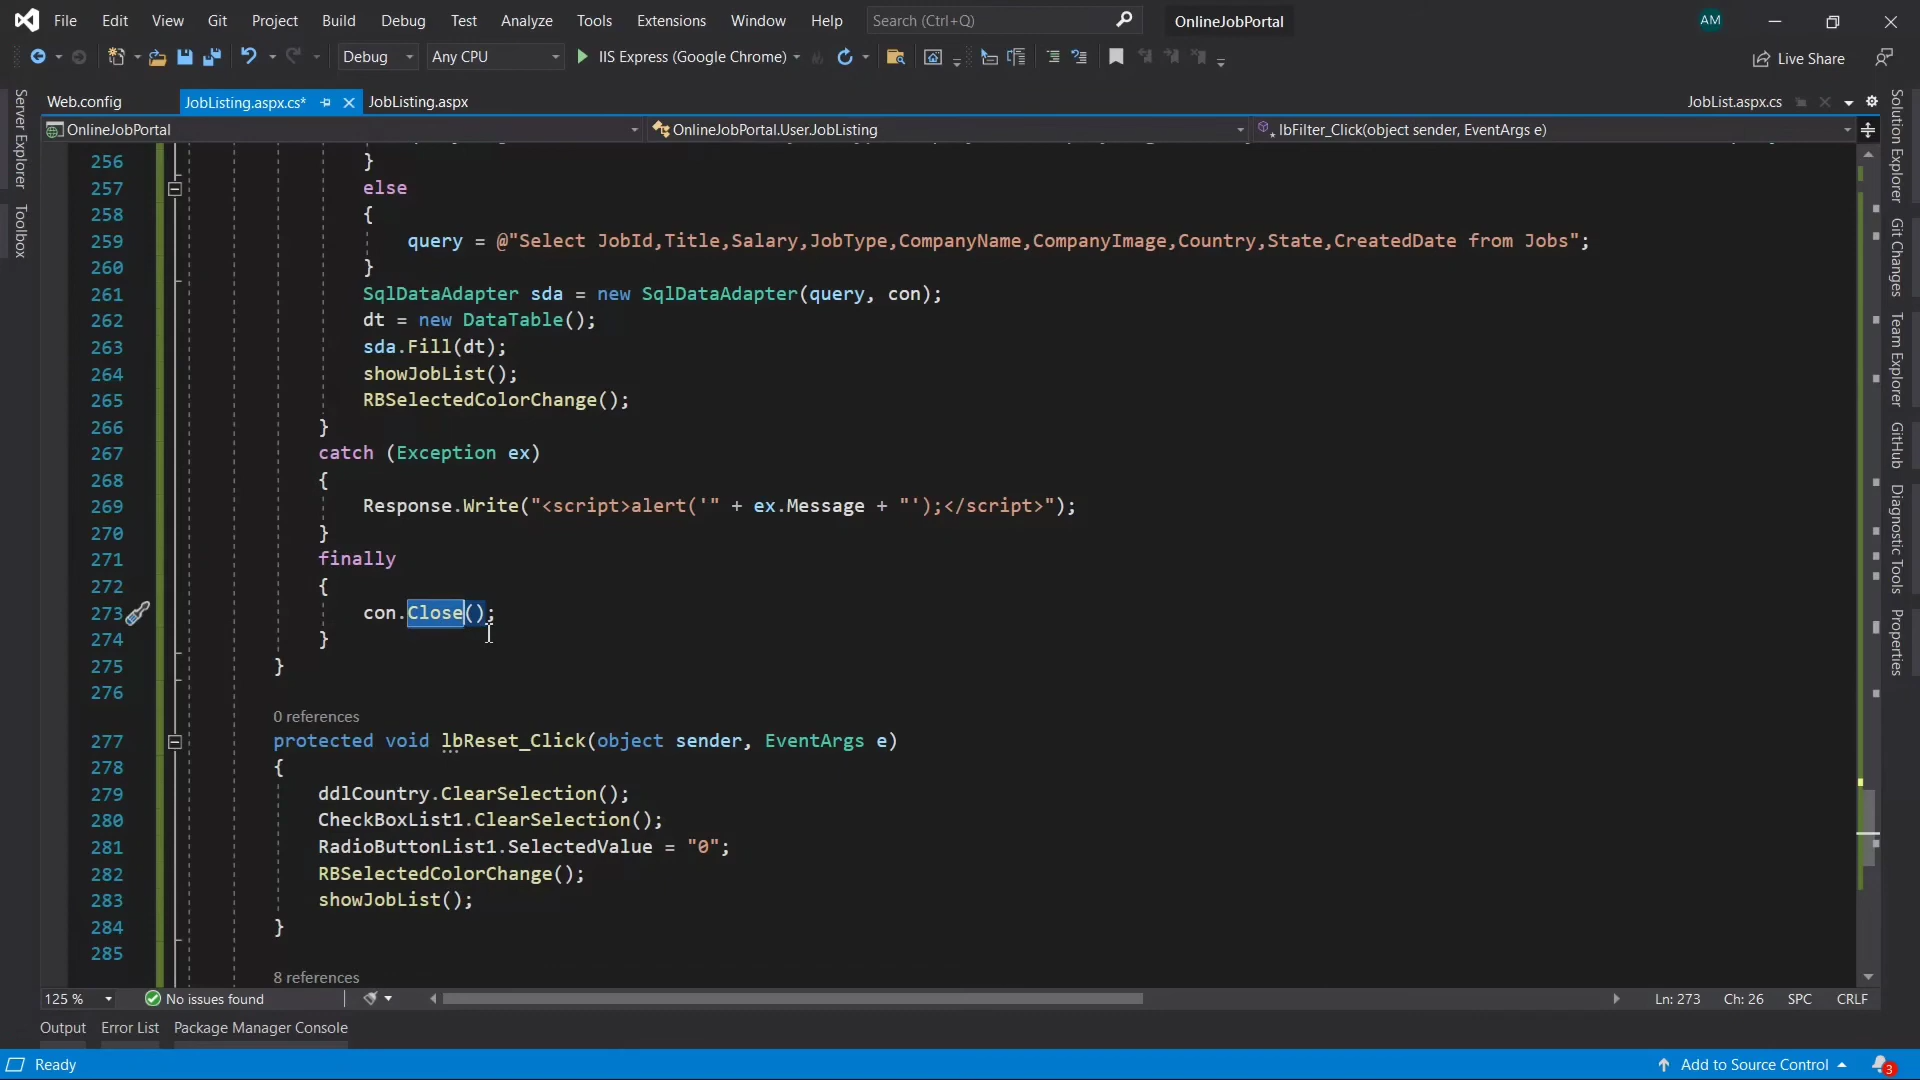 File Edit View Git Project Build Debug Test Analyze Tools Extensions Window Help Search (Ctrl+Q) OnlineJobPortal AM
Debug Any CPU IIS Express (Google Chrome) Live Share
Web.config JobListing.aspx.cs* JobListing.aspx JobList.aspx.cs
OnlineJobPortal OnlineJobPortal.User.JobListing lbFilter_Click(object sender, EventArgs e)
Server Explorer
Toolbox
256 }
257 else
258 {
259 query = @"Select JobId,Title,Salary,JobType,CompanyName,CompanyImage,Country,State,CreatedDate from Jobs";
260 }
261 SqlDataAdapter sda = new SqlDataAdapter(query, con);
262 dt = new DataTable();
263 sda.Fill(dt);
264 showJobList();
265 RBSelectedColorChange();
266 }
267 catch (Exception ex)
268 {
269 Response.Write("<script>alert('" + ex.Message + "');</script>");
270 }
271 finally
272 {
273 con.Close();
274 }
275 }
276
0 references
277 protected void lbReset_Click(object sender, EventArgs e)
278 {
279 ddlCountry.ClearSelection();
280 CheckBoxList1.ClearSelection();
281 RadioButtonList1.SelectedValue = "0";
282 RBSelectedColorChange();
283 showJobList();
284 }
285
8 references
Solution Explorer
Git Changes
Team Explorer
GitHub
Diagnostic Tools
Properties
125 % No issues found Ln: 273 Ch: 26 SPC CRLF
Output Error List Package Manager Console
Ready Add to Source Control 3